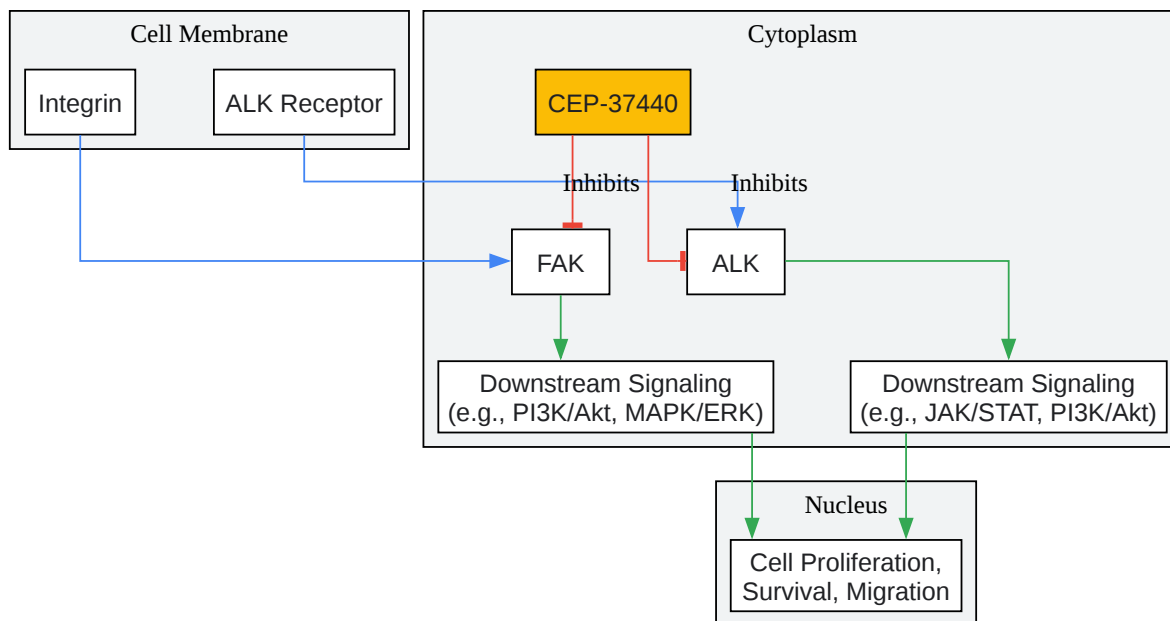 Cell Membrane
Cytoplasm
Integrin
ALK Receptor
CEP-37440
Inhibits
Inhibits
FAK
ALK
Downstream Signaling
(e.g., PI3K/Akt, MAPK/ERK)
Downstream Signaling
(e.g., JAK/STAT, PI3K/Akt)
Nucleus
Cell Proliferation,
Survival, Migration